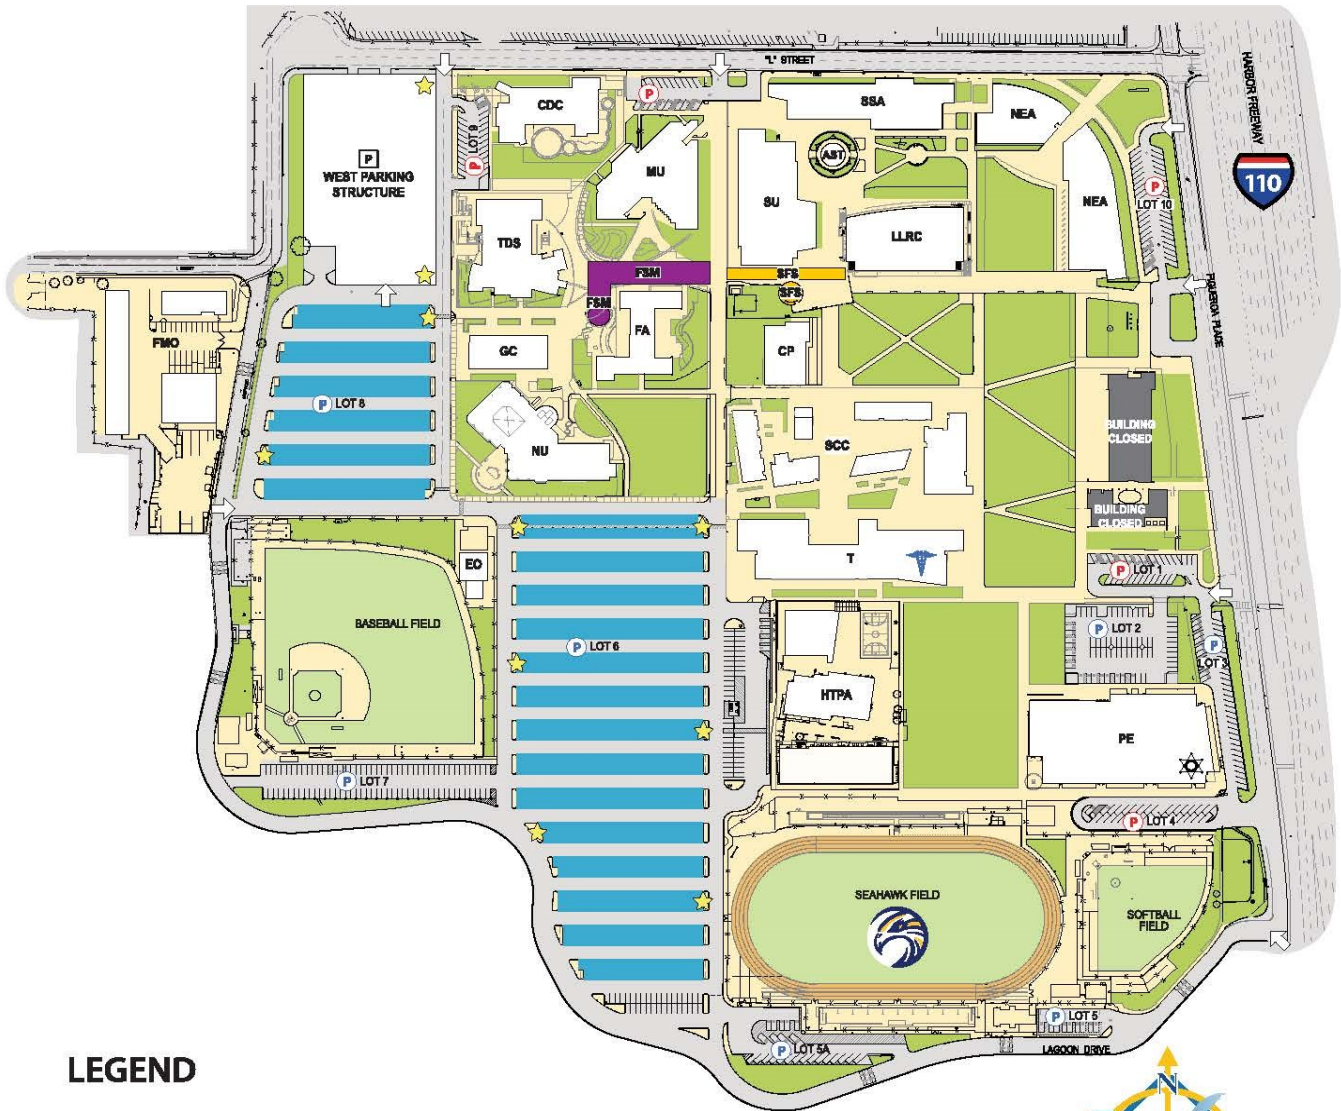 "L" STREET
HARBOR FREEWAY
110
P
CDC
SSA
NEA
LOT 9
P
AST
P
WEST PARKING
STRUCTURE
MU
SU
NEA
P
LOT 10
TDS
LLRC
FSM
SFS
FSM
SFS
FIGUEROA PLACE
FMO
FA
GC
CP
P LOT 8
BUILDING
CLOSED
NU
SCC
BUILDING
CLOSED
EO
T
P LOT 1
BASEBALL FIELD
P LOT 2
P LOT 6
P
LOT 3
HTPA
PE
P LOT 7
P LOT 4
SEAHAWK FIELD
SOFTBALL
FIELD
P LOT 5
P LOT 5A
LAGOON DRIVE
LEGEND
N